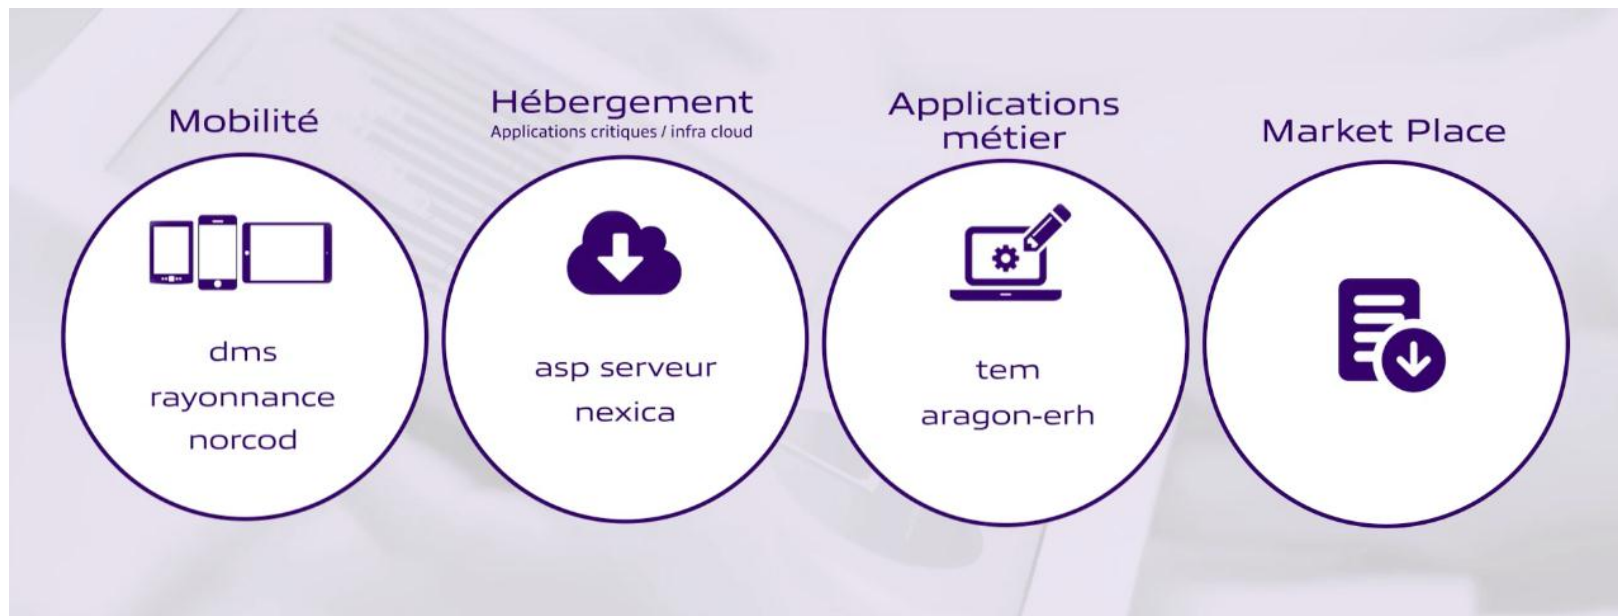 Mobilité
dms
rayonnance
norcod
Hébergement
Applications critiques / infra cloud
asp serveur
nexica
Applications
métier
tem
aragon-erh
Market Place